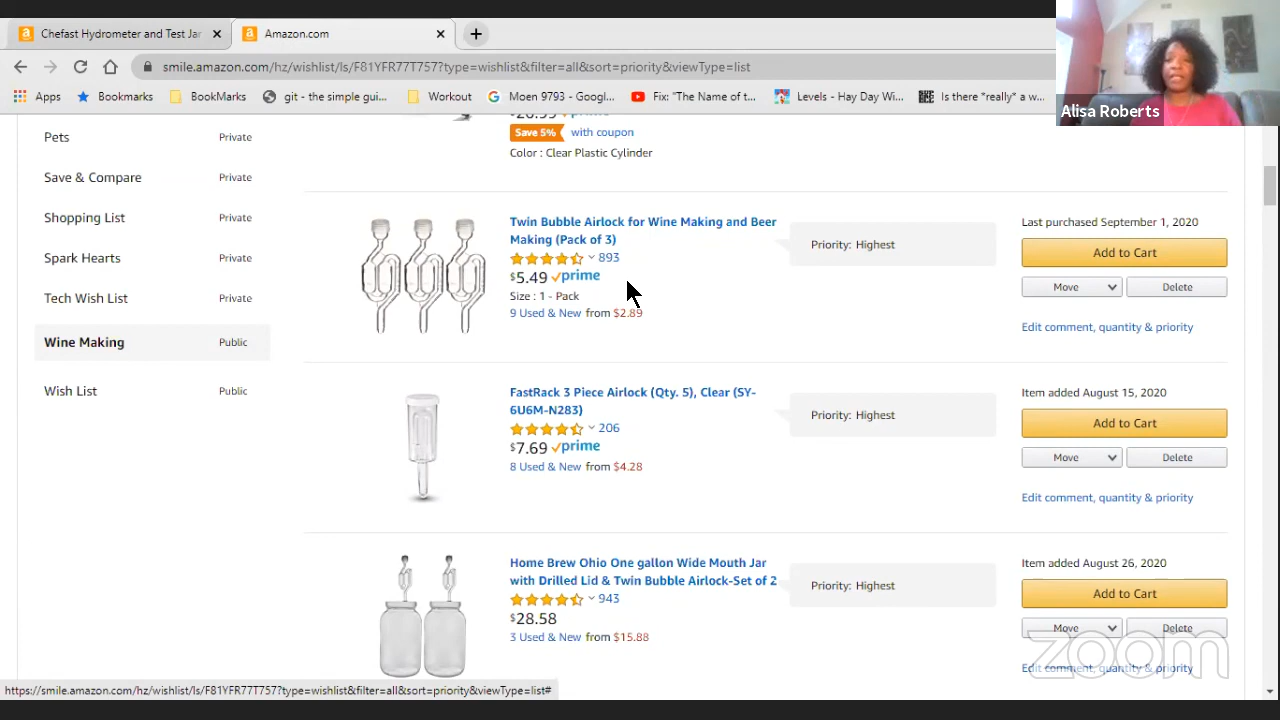 Chefast Hydrometer and Test Jar
Amazon.com
smile.amazon.com/hz/wishlist/ls/F81YFR77T757?type=wishlist&filter=all&sort=priority&viewType=list
Apps Bookmarks BookMarks git - the simple gui... Workout Moen 9793 - Googl... Fix: "The Name of t... Levels - Hay Day Wi... Is there *really* a w...
Alisa Roberts
Pets Private
Save & Compare Private
Shopping List Private
Spark Hearts Private
Tech Wish List Private
Wine Making Public
Wish List Public
Save 5% with coupon
Color : Clear Plastic Cylinder
Twin Bubble Airlock for Wine Making and Beer
Making (Pack of 3)
893
$5.49 prime
Size : 1 - Pack
9 Used & New from $2.89
Priority: Highest
Last purchased September 1, 2020
Add to Cart
Move Delete
Edit comment, quantity & priority
FastRack 3 Piece Airlock (Qty. 5), Clear (SY-
6U6M-N283)
206
$7.69 prime
8 Used & New from $4.28
Priority: Highest
Item added August 15, 2020
Add to Cart
Move Delete
Edit comment, quantity & priority
Home Brew Ohio One gallon Wide Mouth Jar
with Drilled Lid & Twin Bubble Airlock-Set of 2
943
$28.58
3 Used & New from $15.88
Priority: Highest
Item added August 26, 2020
Add to Cart
Move Delete
Edit comment, quantity & priority
zoom
https://smile.amazon.com/hz/wishlist/ls/F81YFR77T757?type=wishlist&filter=all&sort=priority&viewType=list#